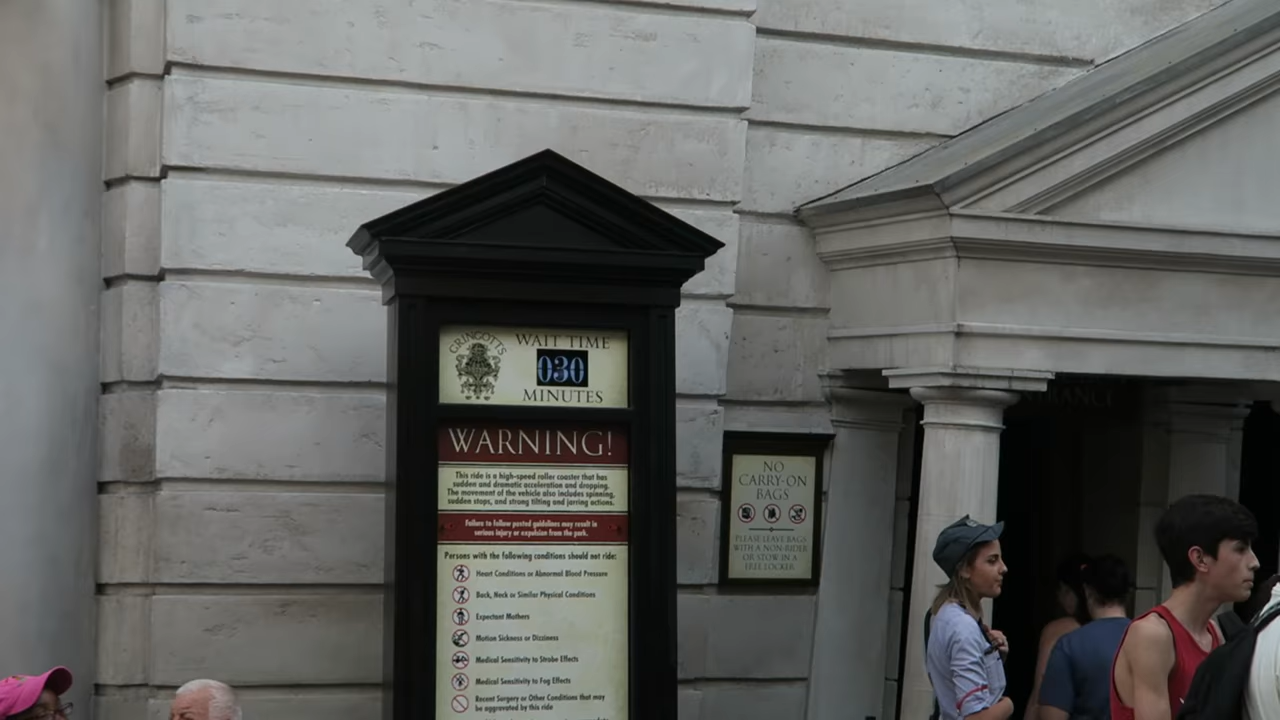 GRINGOTTS
WAIT TIME
030
MINUTES
WARNING!
This ride is a high-speed roller coaster that has
sudden and dramatic acceleration and dropping.
The movement of the vehicle also includes spinning,
sudden stops, and strong tilting and jarring actions.
Failure to follow posted guidelines may result in
serious injury or expulsion from the park.
Persons with the following conditions should not ride:
Heart Conditions or Abnormal Blood Pressure
Back, Neck or Similar Physical Conditions
Expectant Mothers
Motion Sickness or Dizziness
Medical Sensitivity to Strobe Effects
Medical Sensitivity to Fog Effects
Recent Surgery or Other Conditions that may
be aggravated by this ride
NO
CARRY-ON
BAGS
PLEASE LEAVE BAGS
WITH A NON-RIDER
OR STOW IN A
FREE LOCKER